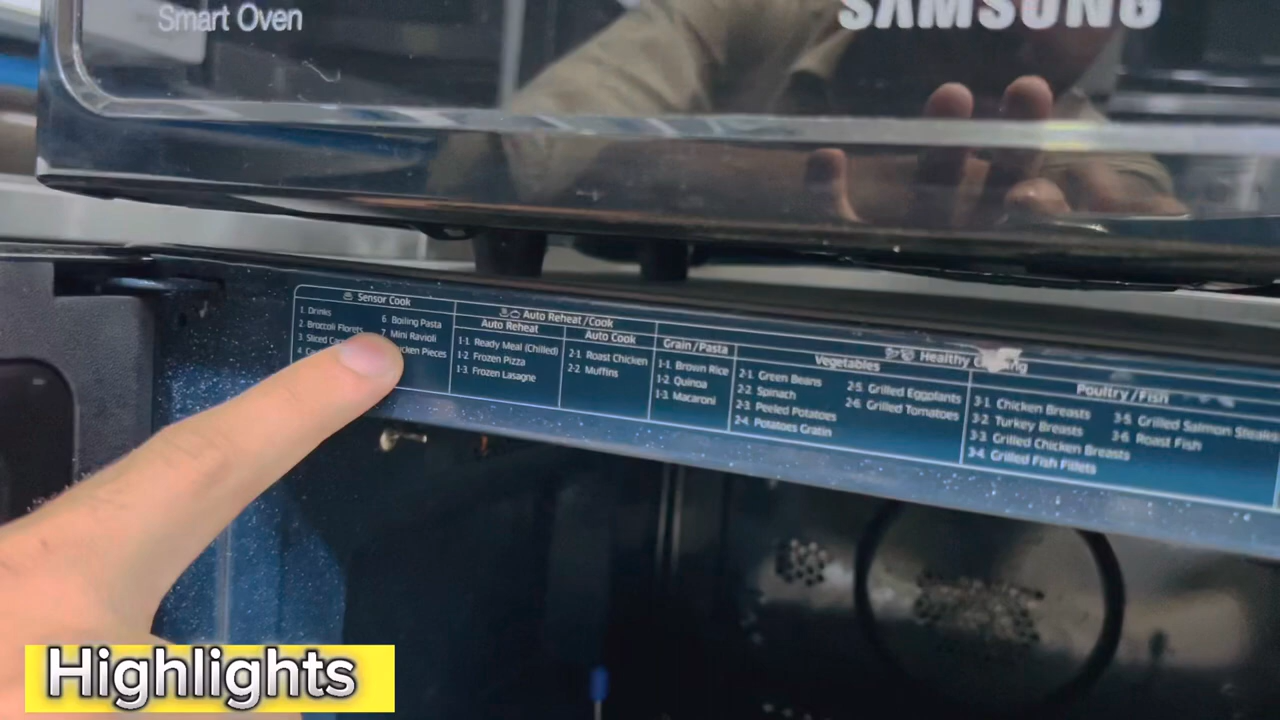 Smart Oven
SAMSUNG
Sensor Cook
1. Drinks
2. Broccoli Florets
3. Sliced
4.
6. Boiling Pasta
7. Mini Ravioli
Pieces
Auto Reheat/Cook
Auto Reheat
1-1. Ready Meal (Chilled)
1-2. Frozen Pizza
1-3. Frozen Lasagne
Auto Cook
2-1. Roast Chicken
2-2. Muffins
Healthy
Grain/Pasta
1-1. Brown Rice
1-2. Quinoa
1-3. Macaroni
Vegetables
2-1. Green Beans
2-2. Spinach
2-3. Peeled Potatoes
2-4. Potatoes Gratin
2-5. Grilled Eggplants
2-6. Grilled Tomatoes
Poultry/Fish
3-1. Chicken Breasts
3-2. Turkey Breasts
3-3. Grilled Chicken Breasts
3-4. Grilled Fish Fillets
3-5. Grilled Salmon Steaks
3-6. Roast Fish
Highlights